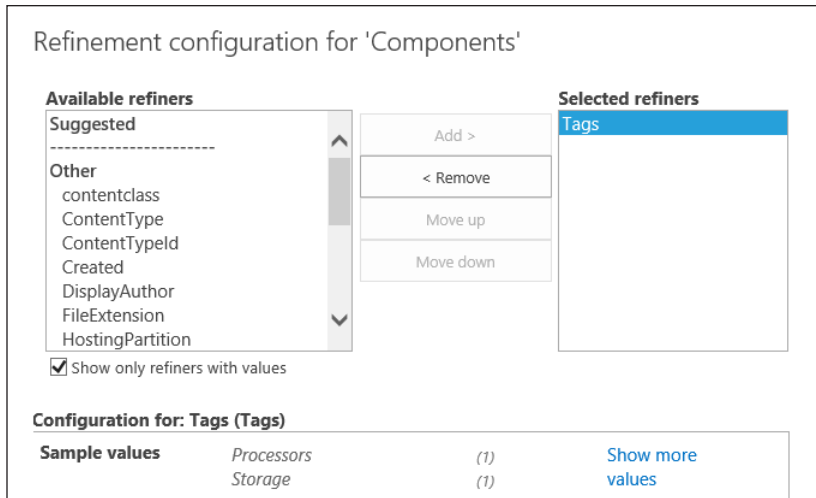 Refinement configuration for 'Components'
Available refiners
Selected refiners
Suggested
-----------------------
Other
contentclass
ContentType
ContentTypeId
Created
DisplayAuthor
FileExtension
HostingPartition
Add >
< Remove
Move up
Move down
Tags
Show only refiners with values
Configuration for: Tags (Tags)
Sample values
Processors (1)
Storage (1)
Show more
values